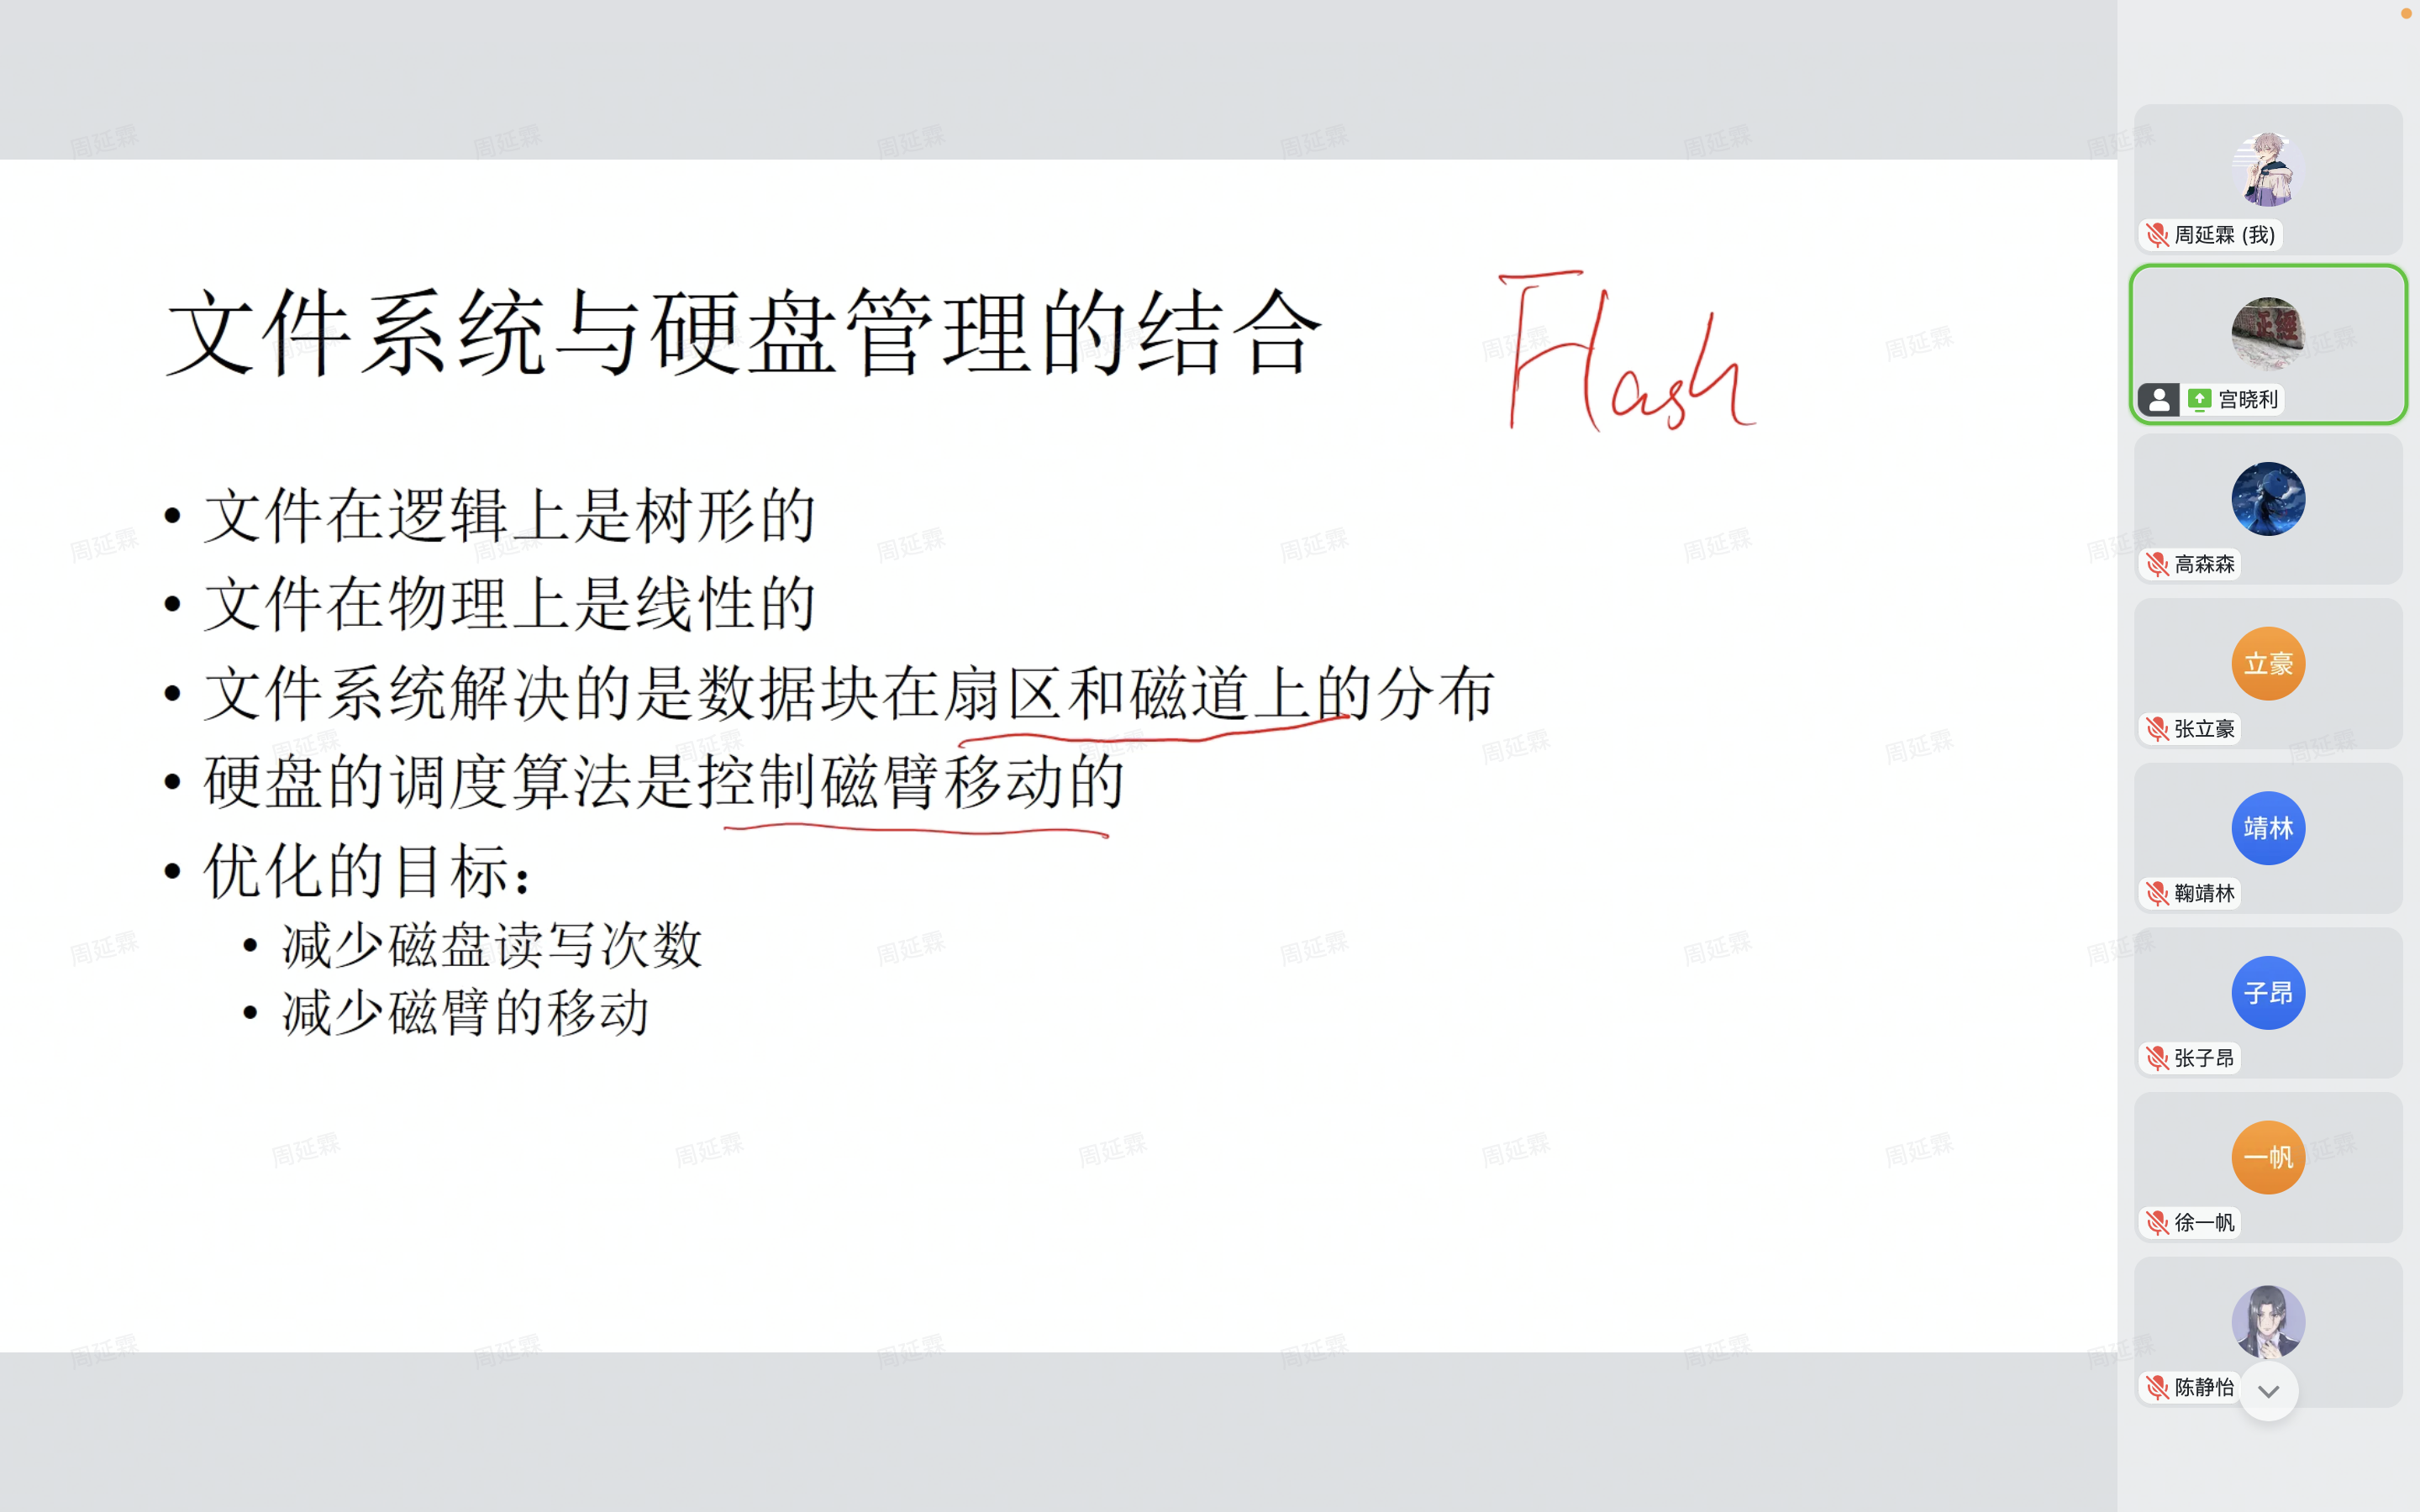 文件系统与硬盘管理的结合
Flash
• 文件在逻辑上是树形的
• 文件在物理上是线性的
• 文件系统解决的是数据块在扇区和磁道上的分布
• 硬盘的调度算法是控制磁臂移动的
• 优化的目标：
• 减少磁盘读写次数
• 减少磁臂的移动
周延霖 (我)
宫晓利
高森森
立豪
张立豪
靖林
鞠靖林
子昂
张子昂
一帆
徐一帆
陈静怡
周延霖